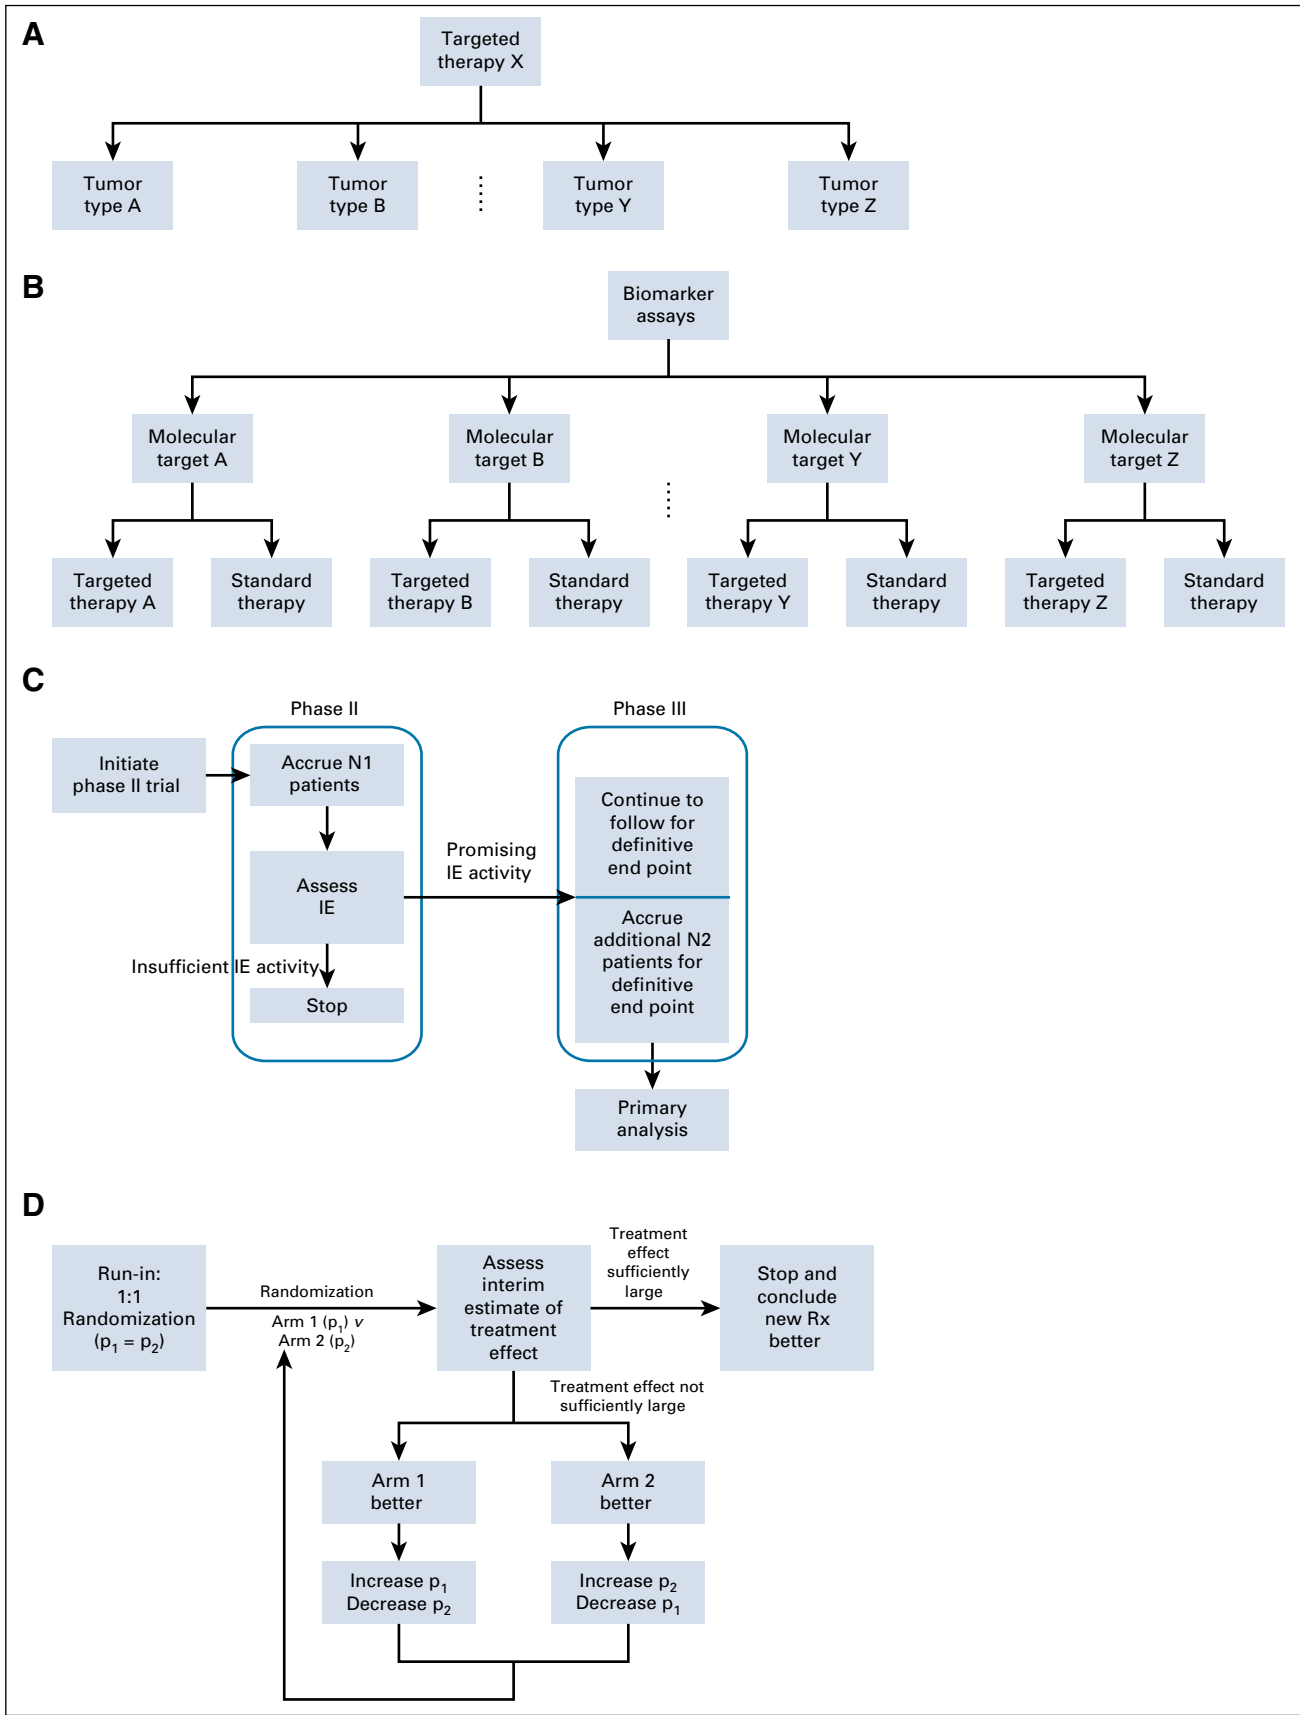 A
Targeted
therapy X
Tumor
type A
Tumor
type B
Tumor
type Y
Tumor
type Z
B
Biomarker
assays
Molecular
target A
Molecular
target B
Molecular
target Y
Molecular
target Z
Targeted
therapy A
Standard
therapy
Targeted
therapy B
Standard
therapy
Targeted
therapy Y
Standard
therapy
Targeted
therapy Z
Standard
therapy
C
Phase II
Phase III
Initiate
phase II trial
Accrue N1
patients
Assess
IE
Insufficient IE activity
Stop
Promising
IE activity
Continue to
follow for
definitive
end point
Accrue
additional N2
patients for
definitive
end point
Primary
analysis
D
Run-in:
1:1
Randomization
(p₁ = p₂)
Randomization
Arm 1 (p₁) v
Arm 2 (p₂)
Assess
interim
estimate of
treatment
effect
Treatment
effect
sufficiently
large
Stop and
conclude
new Rx
better
Treatment effect not
sufficiently large
Arm 1
better
Arm 2
better
Increase p₁
Decrease p₂
Increase p₂
Decrease p₁